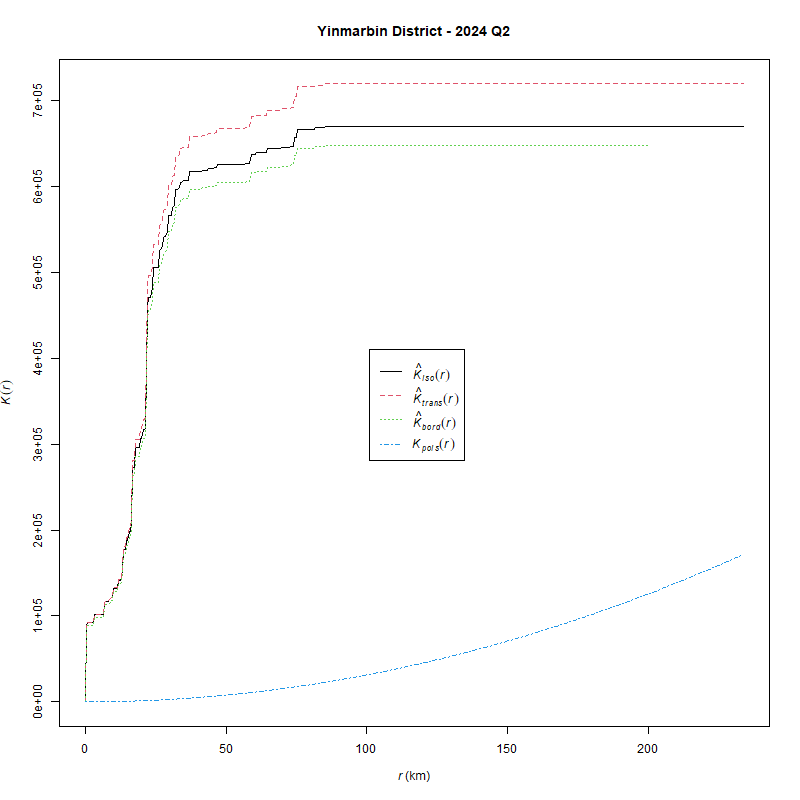 Yinmarbin District - 2024 Q2
K(r)
7e+05
6e+05
5e+05
4e+05
3e+05
2e+05
1e+05
0e+00
K̂iso(r)
K̂trans(r)
K̂bord(r)
Kpois(r)
0 50 100 150 200
r (km)